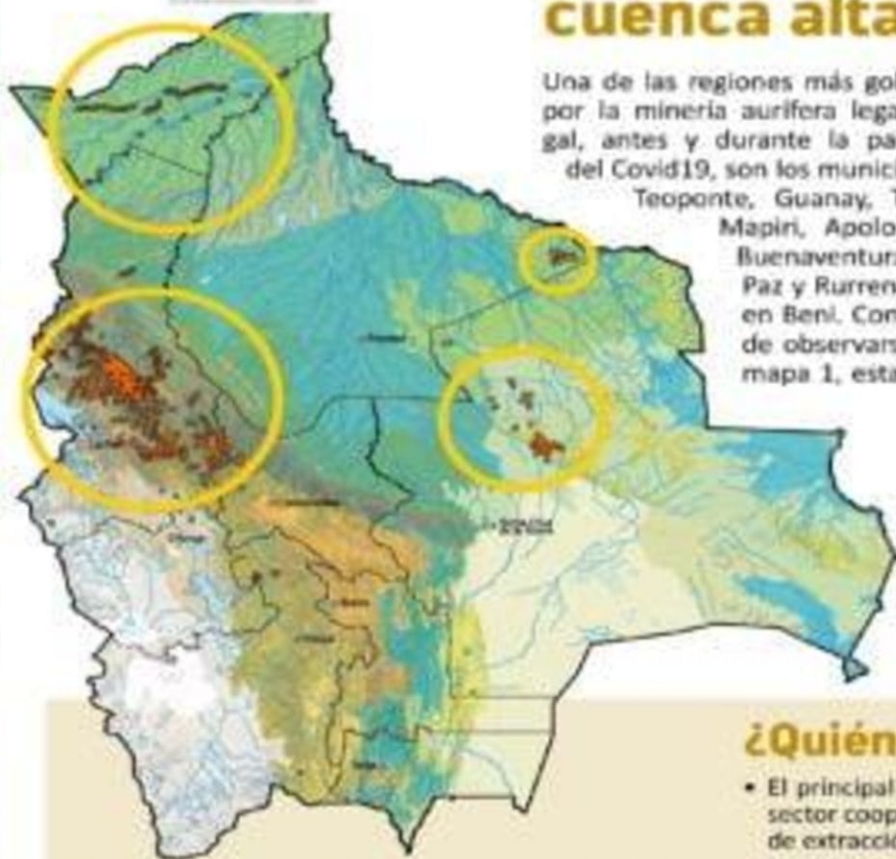 cuenca alta
Una de las regiones más gol
por la minería aurífera lega
gal, antes y durante la pa
del Covid19, son los munici
Teoponte, Guanay,
Mapiri, Apolo
Buenaventur
Paz y Rurren
en Beni. Con
de observars
mapa 1, esta
¿Quién
• El principal
sector coop
de extracció